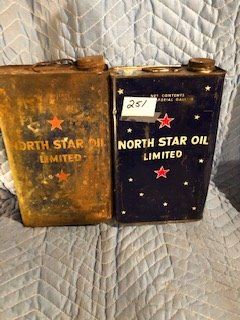 NORTH STAR OIL
LIMITED
NET CONTENTS
IMPERIAL GALLON
251
NORTH STAR OIL
LIMITED